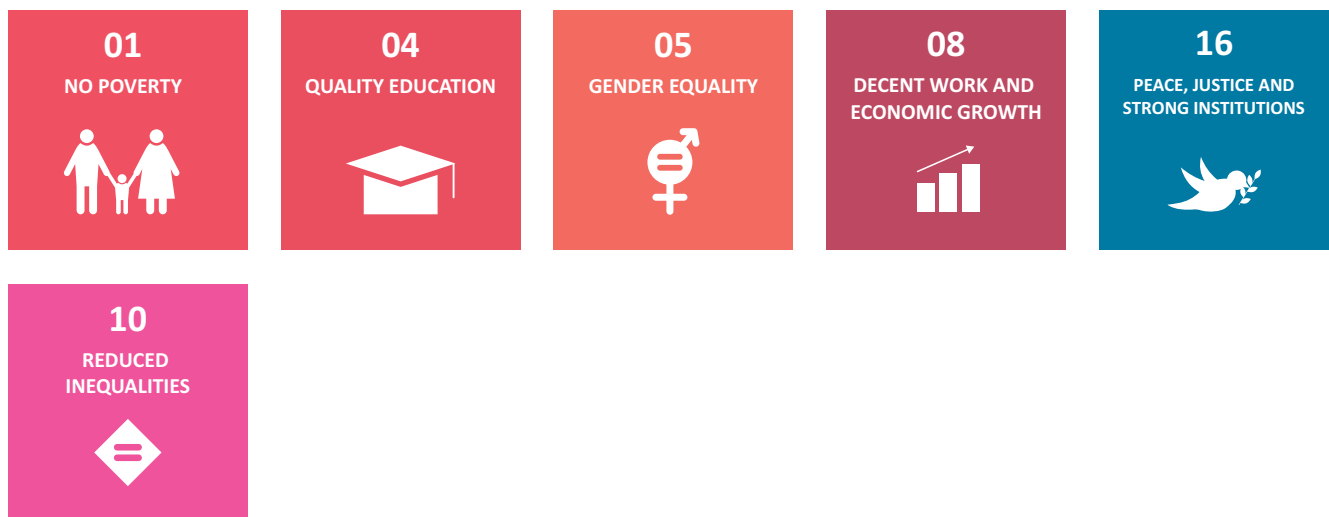 01
NO POVERTY
04
QUALITY EDUCATION
05
GENDER EQUALITY
08
DECENT WORK AND
ECONOMIC GROWTH
16
PEACE, JUSTICE AND
STRONG INSTITUTIONS
10
REDUCED
INEQUALITIES